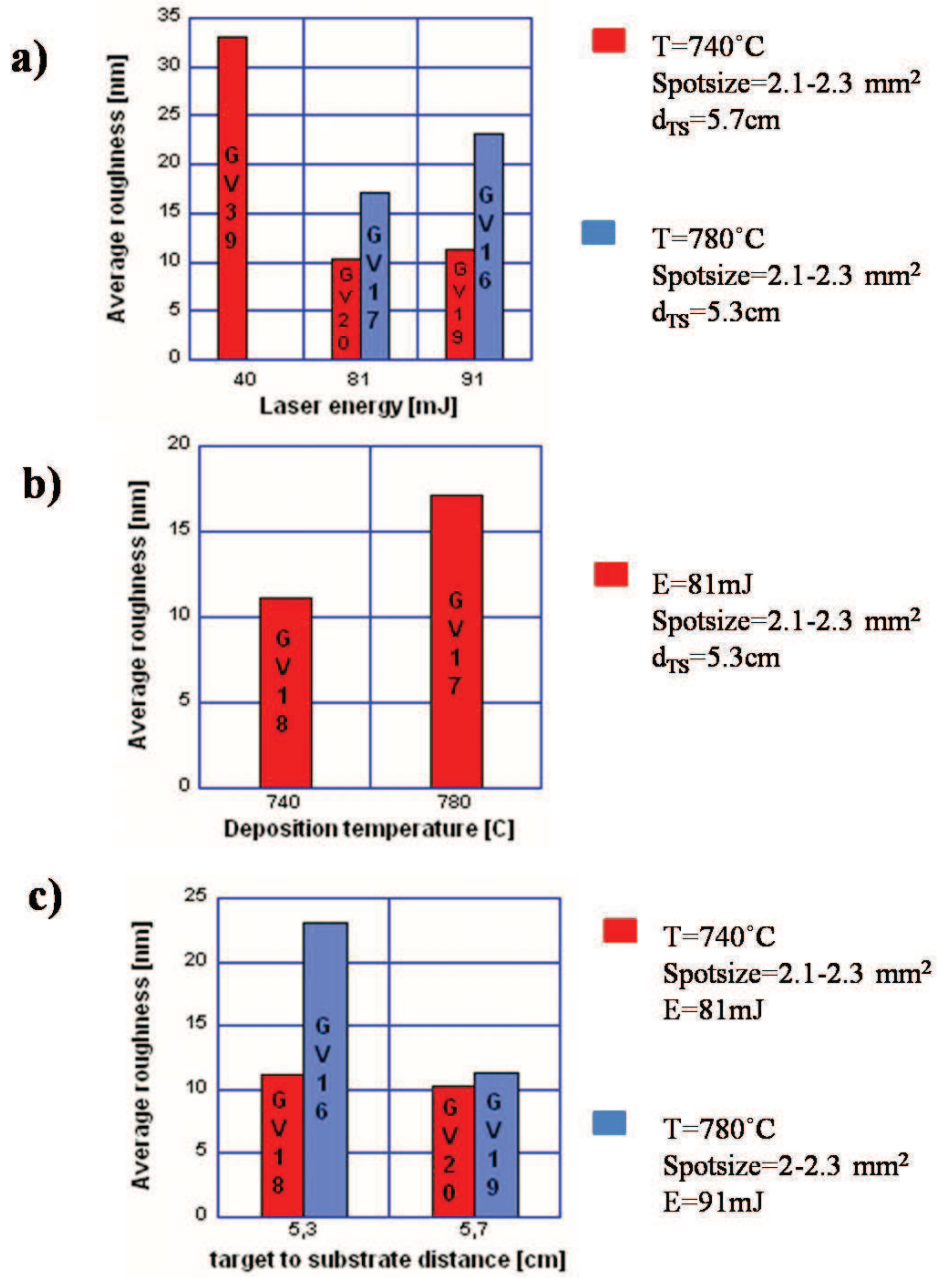 a)
Average roughness [nm]
35
30
25
20
15
10
5
0
GV39
GV20
GV17
GV19
GV16
40 81 91
Laser energy [mJ]
T=740°C
Spotsize=2.1-2.3 mm²
dTS=5.7cm
T=780°C
Spotsize=2.1-2.3 mm²
dTS=5.3cm
b)
Average roughness [nm]
20
15
10
5
0
GV18
GV17
740 780
Deposition temperature [C]
E=81mJ
Spotsize=2.1-2.3 mm²
dTS=5.3cm
c)
Average roughness [nm]
25
20
15
10
5
0
GV18
GV16
GV20
GV19
5,3 5,7
target to substrate distance [cm]
T=740°C
Spotsize=2.1-2.3 mm²
E=81mJ
T=780°C
Spotsize=2-2.3 mm²
E=91mJ